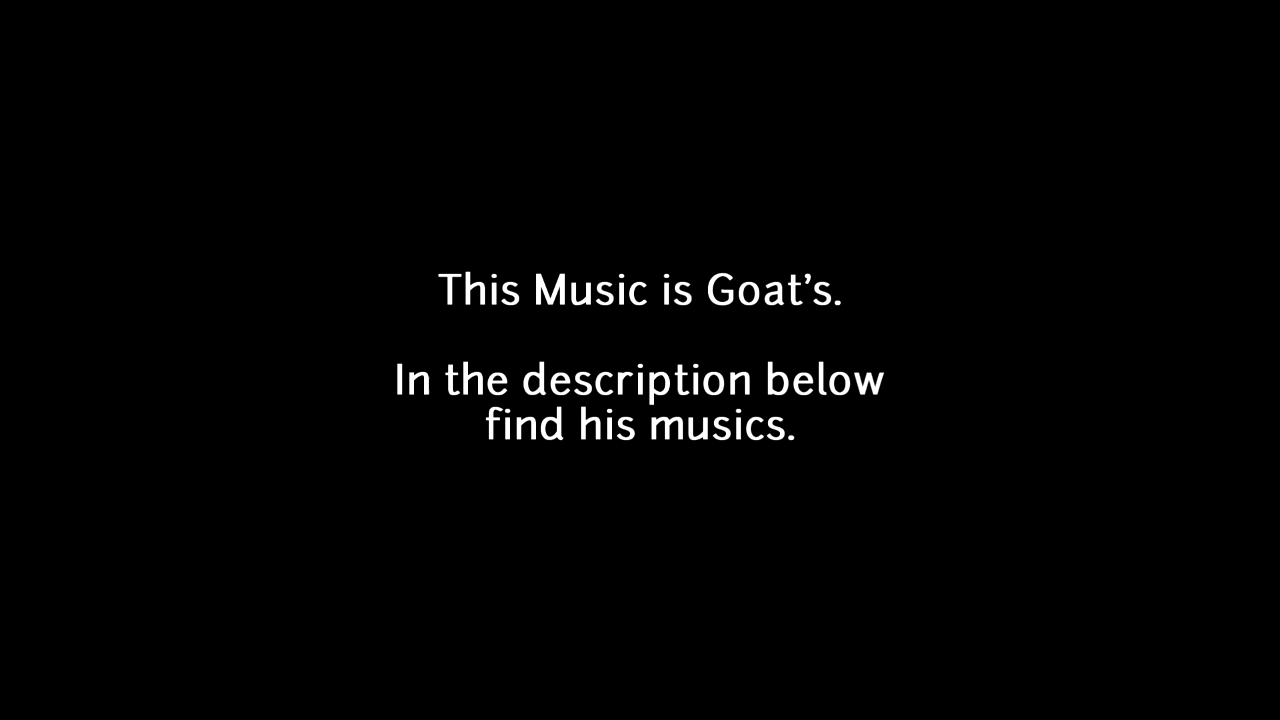 This Music is Goat’s.
In the description below
find his musics.